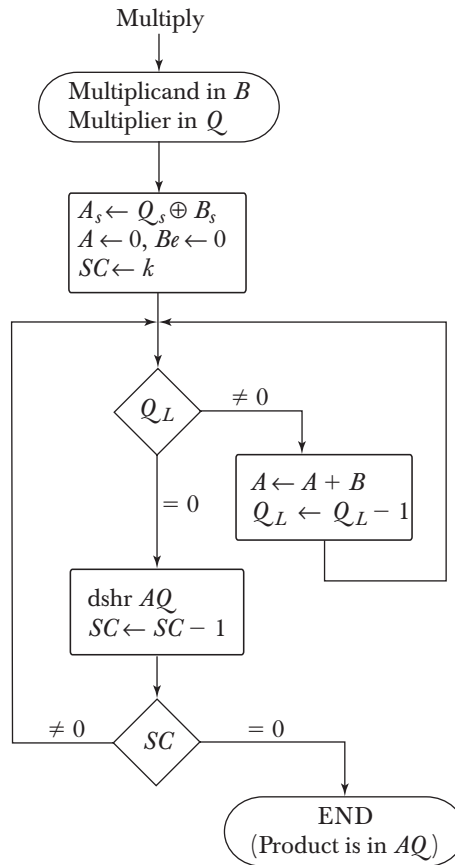 Multiply
Multiplicand in B
Multiplier in Q
A_s ← Q_s ⊕ B_s
A ← 0, Be ← 0
SC ← k
Q_L
≠ 0
A ← A + B
Q_L ← Q_L − 1
= 0
dshr AQ
SC ← SC − 1
≠ 0
SC
= 0
END
(Product is in AQ)